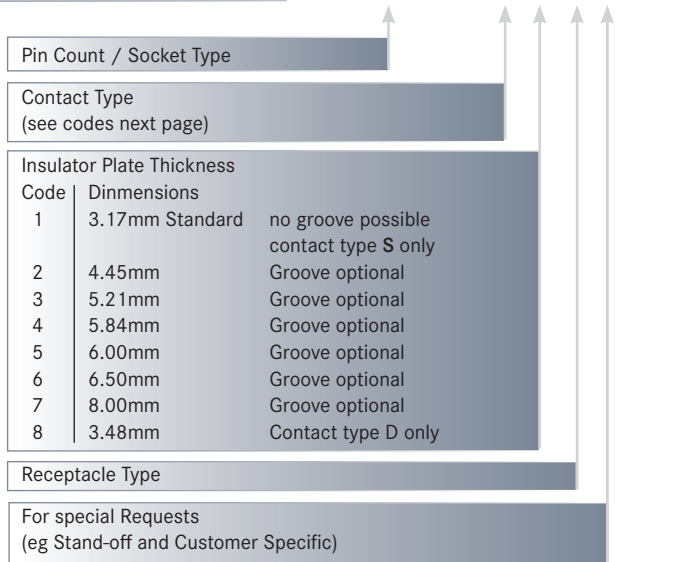 Pin Count / Socket Type
Contact Type
(see codes next page)
Insulator Plate Thickness
Code Dinmensions
1 3.17mm Standard no groove possible
contact type S only
2 4.45mm Groove optional
3 5.21mm Groove optional
4 5.84mm Groove optional
5 6.00mm Groove optional
6 6.50mm Groove optional
7 8.00mm Groove optional
8 3.48mm Contact type D only
Receptacle Type
For special Requests
(eg Stand-off and Customer Specific)